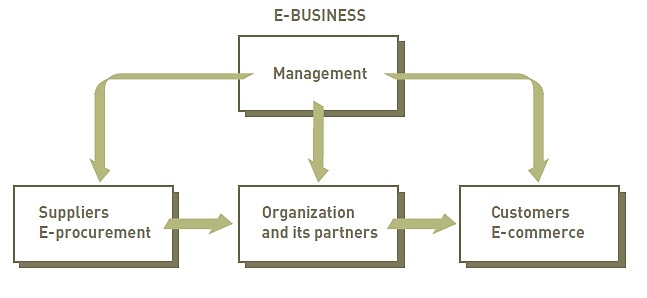 E-BUSINESS
Management
Suppliers
E-procurement
Organization
and its partners
Customers
E-commerce